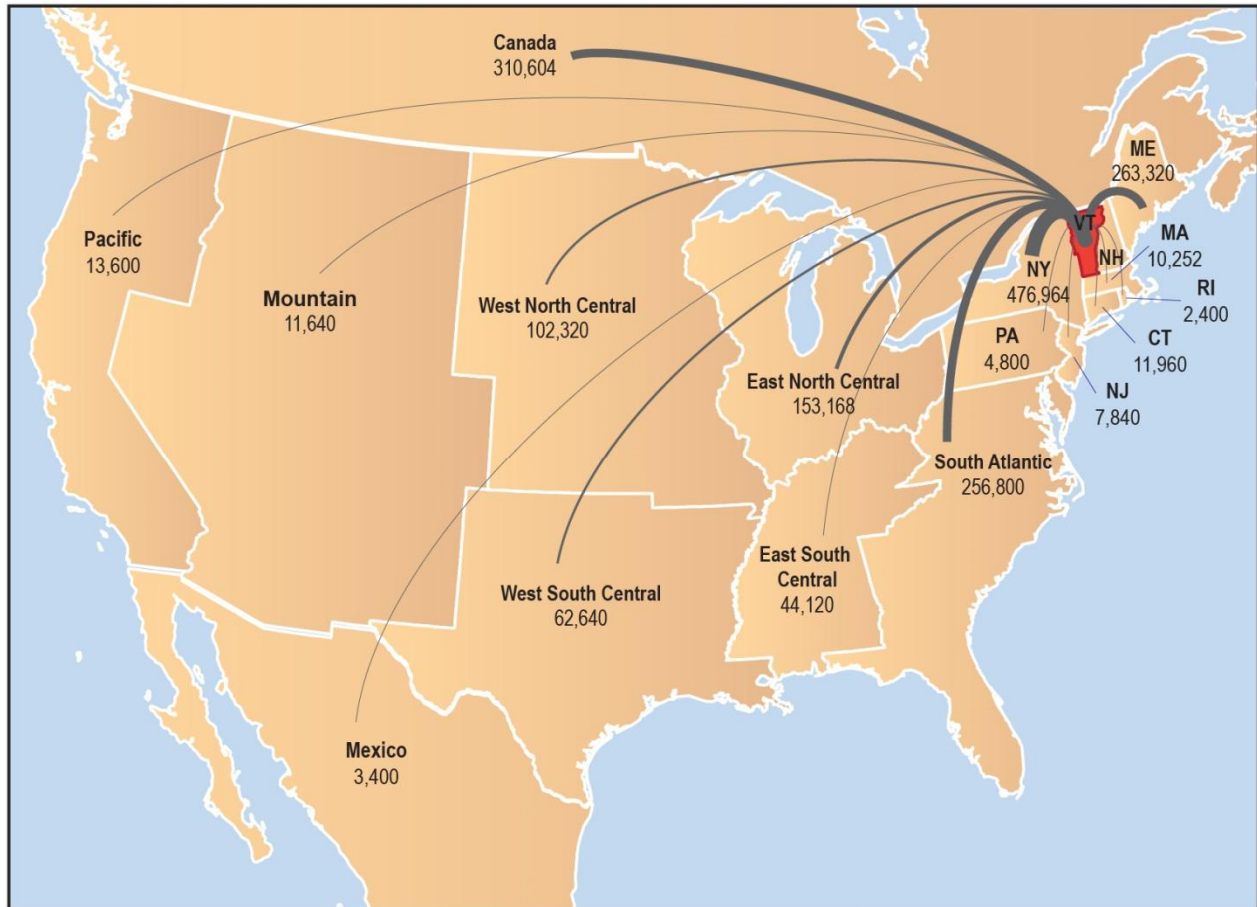 Canada
310,604
ME
263,320
VT
Pacific
13,600
MA
10,252
NH
NY
476,964
Mountain
11,640
West North Central
102,320
RI
2,400
PA
4,800
CT
11,960
East North Central
153,168
NJ
7,840
South Atlantic
256,800
East South
Central
44,120
West South Central
62,640
Mexico
3,400